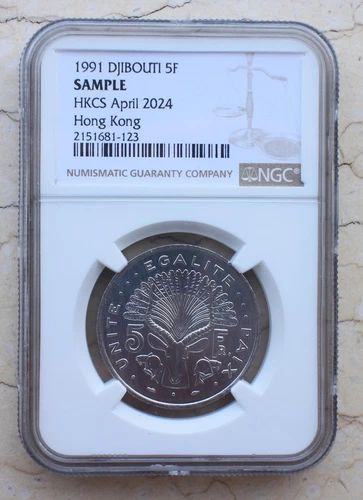 1991 DJIBOUTI 5F
SAMPLE
HKCS April 2024
Hong Kong
2151681-123
NUMISMATIC GUARANTY COMPANY
NGC
UNITE · EGALITE · PAIX
5 FR.